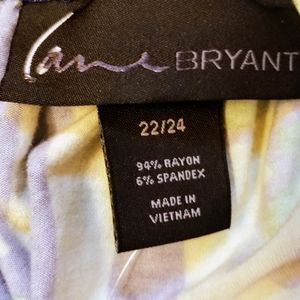 Lane BRYANT
22/24
94% RAYON
6% SPANDEX
MADE IN
VIETNAM